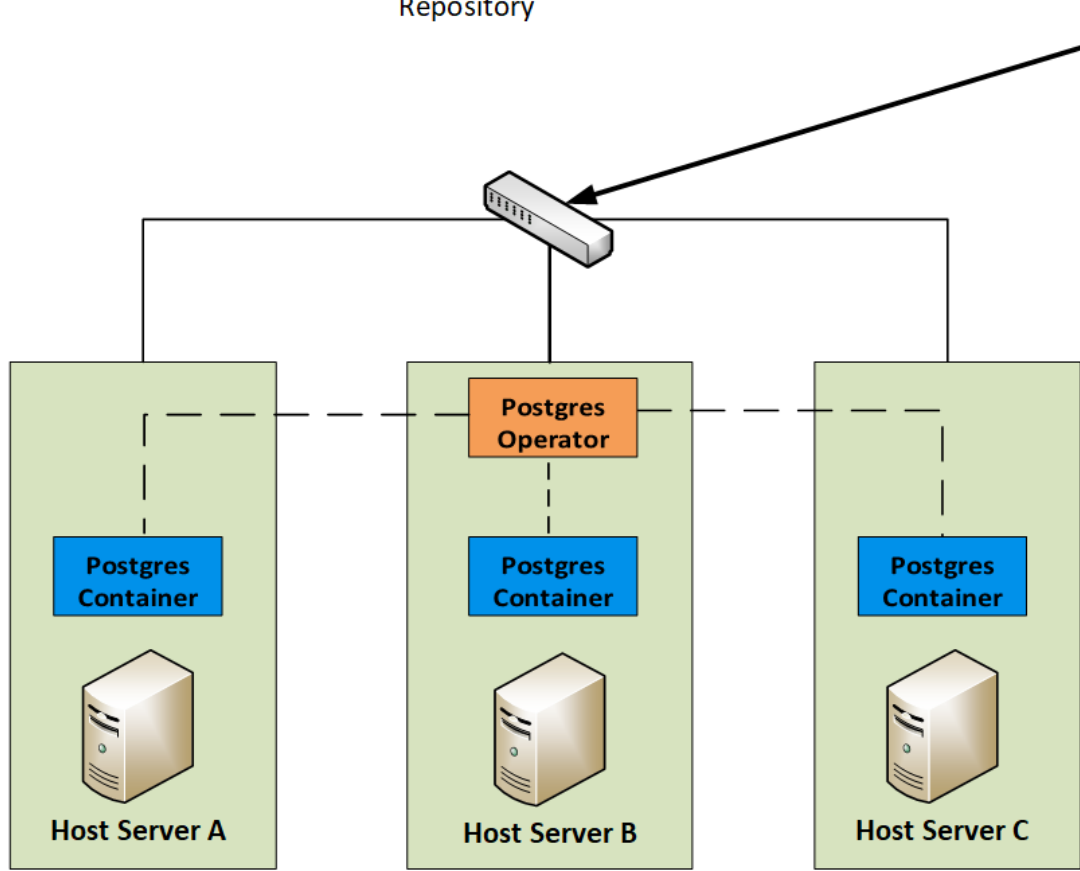 Repository
Postgres
Operator
Postgres
Container
Postgres
Container
Postgres
Container
Host Server A
Host Server B
Host Server C